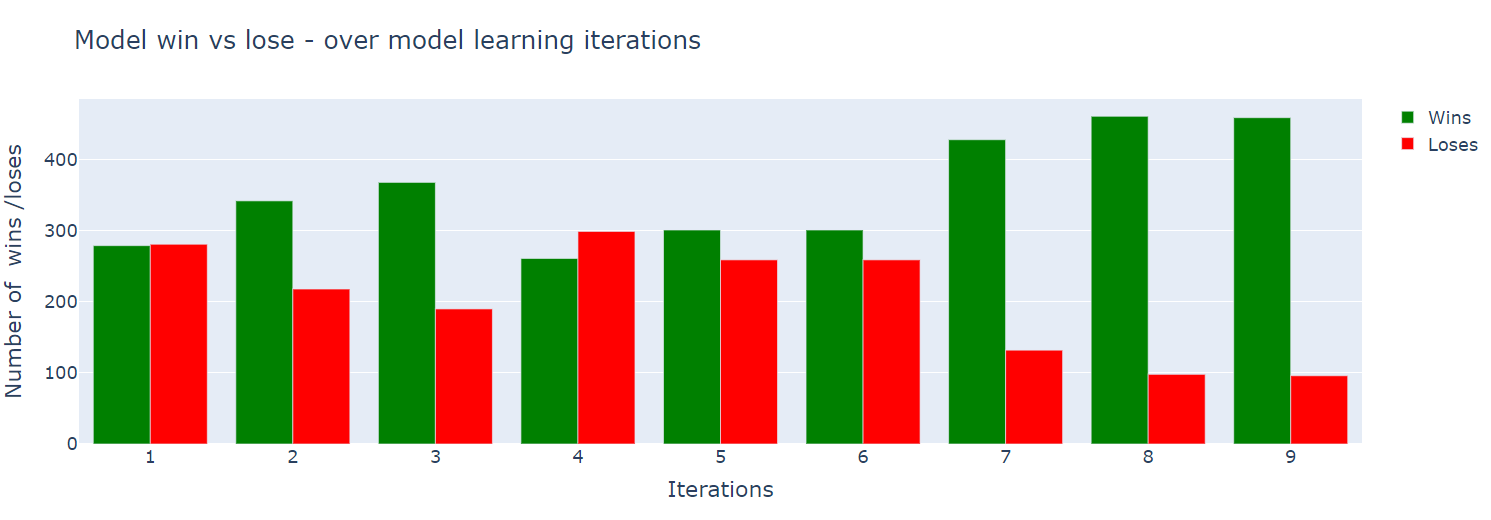 Model win vs lose - over model learning iterations
Number of wins /loses
400
300
200
100
0
1 2 3 4 5 6 7 8 9
Iterations
Wins
Loses